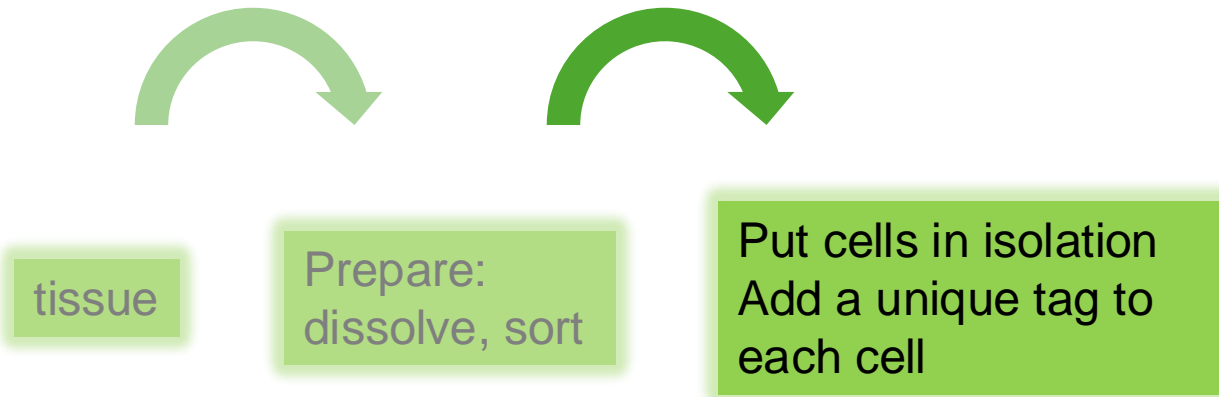 tissue
Prepare:
dissolve, sort
Put cells in isolation
Add a unique tag to
each cell